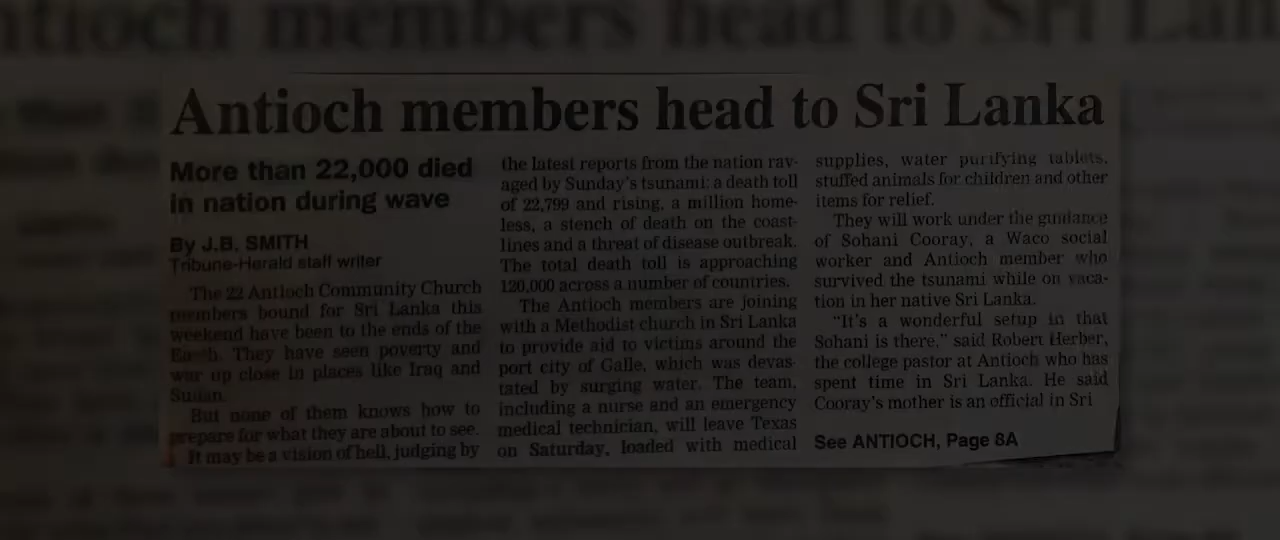 Antioch members head to Sri Lanka
Antioch members head to Sri Lanka
More than 22,000 died
in nation during wave
By J.B. SMITH
Tribune-Herald staff writer
The 22 Antioch Community Church
members bound for Sri Lanka this
weekend have been to the ends of the
Earth. They have seen poverty and
war up close in places like Iraq and
Sudan.
But none of them knows how to
prepare for what they are about to see.
It may be a vision of hell, judging by
the latest reports from the nation rav-
aged by Sunday's tsunami: a death toll
of 22,799 and rising, a million home-
less, a stench of death on the coast-
lines and a threat of disease outbreak.
The total death toll is approaching
120,000 across a number of countries.
The Antioch members are joining
with a Methodist church in Sri Lanka
to provide aid to victims around the
port city of Galle, which was devas-
tated by surging water. The team,
including a nurse and an emergency
medical technician, will leave Texas
on Saturday, loaded with medical
supplies, water purifying tablets,
stuffed animals for children and other
items for relief.
They will work under the guidance
of Sohani Cooray, a Waco social
worker and Antioch member who
survived the tsunami while on vaca-
tion in her native Sri Lanka.
"It's a wonderful setup in that
Sohani is there," said Robert Herber,
the college pastor at Antioch who has
spent time in Sri Lanka. He said
Cooray's mother is an official in Sri
See ANTIOCH, Page 8A